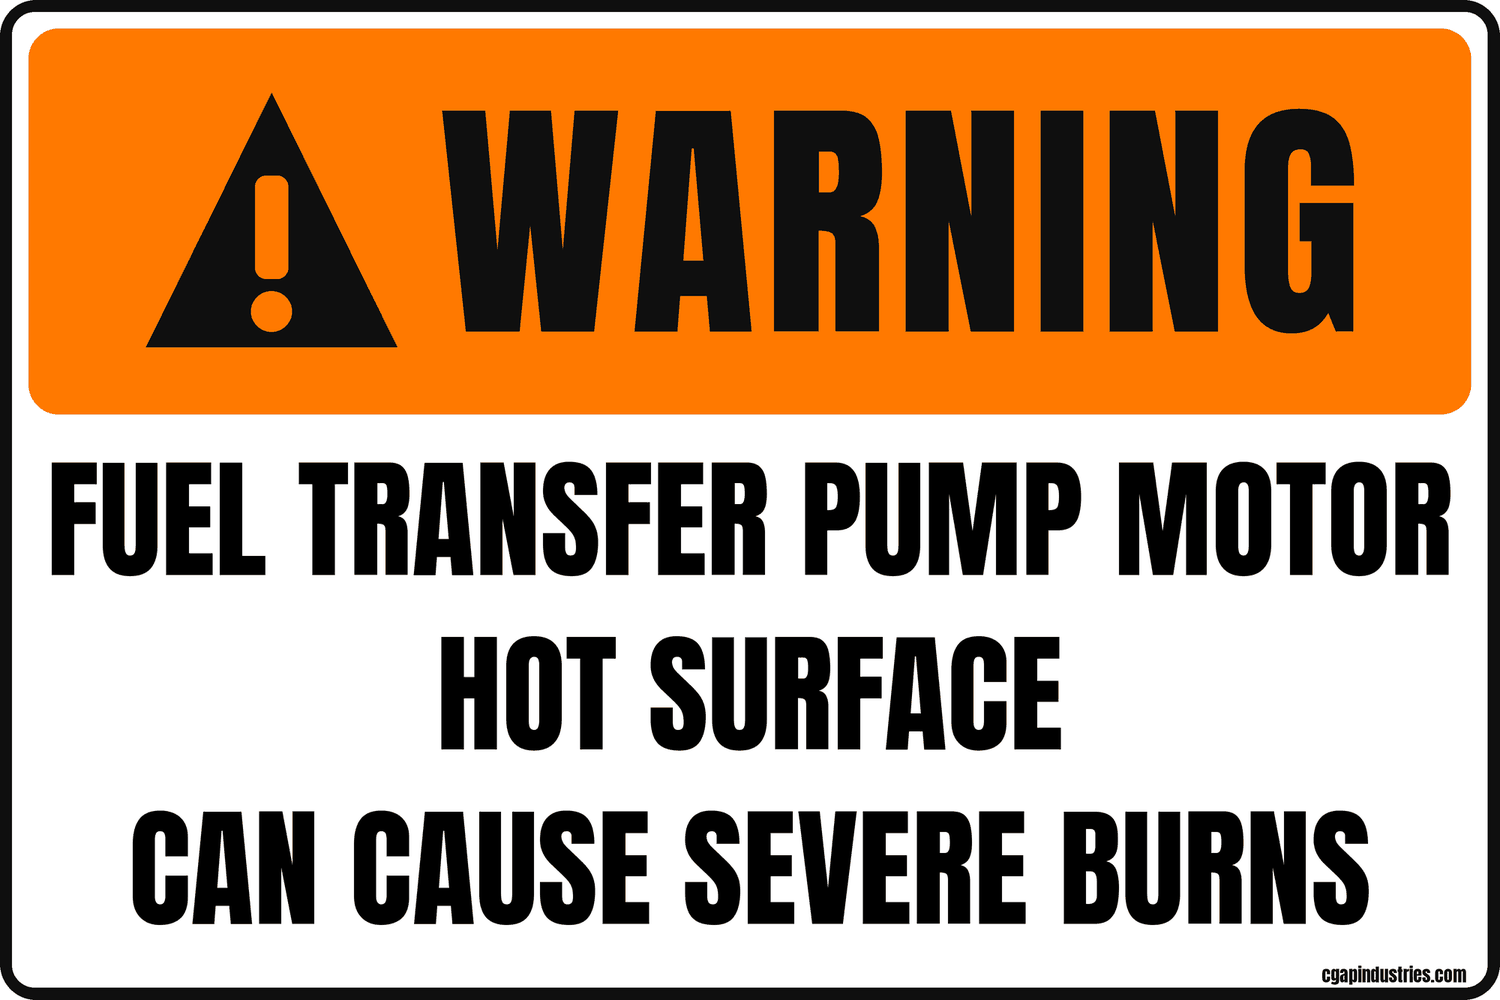 WARNING
FUEL TRANSFER PUMP MOTOR
HOT SURFACE
CAN CAUSE SEVERE BURNS
cgapindustries.com